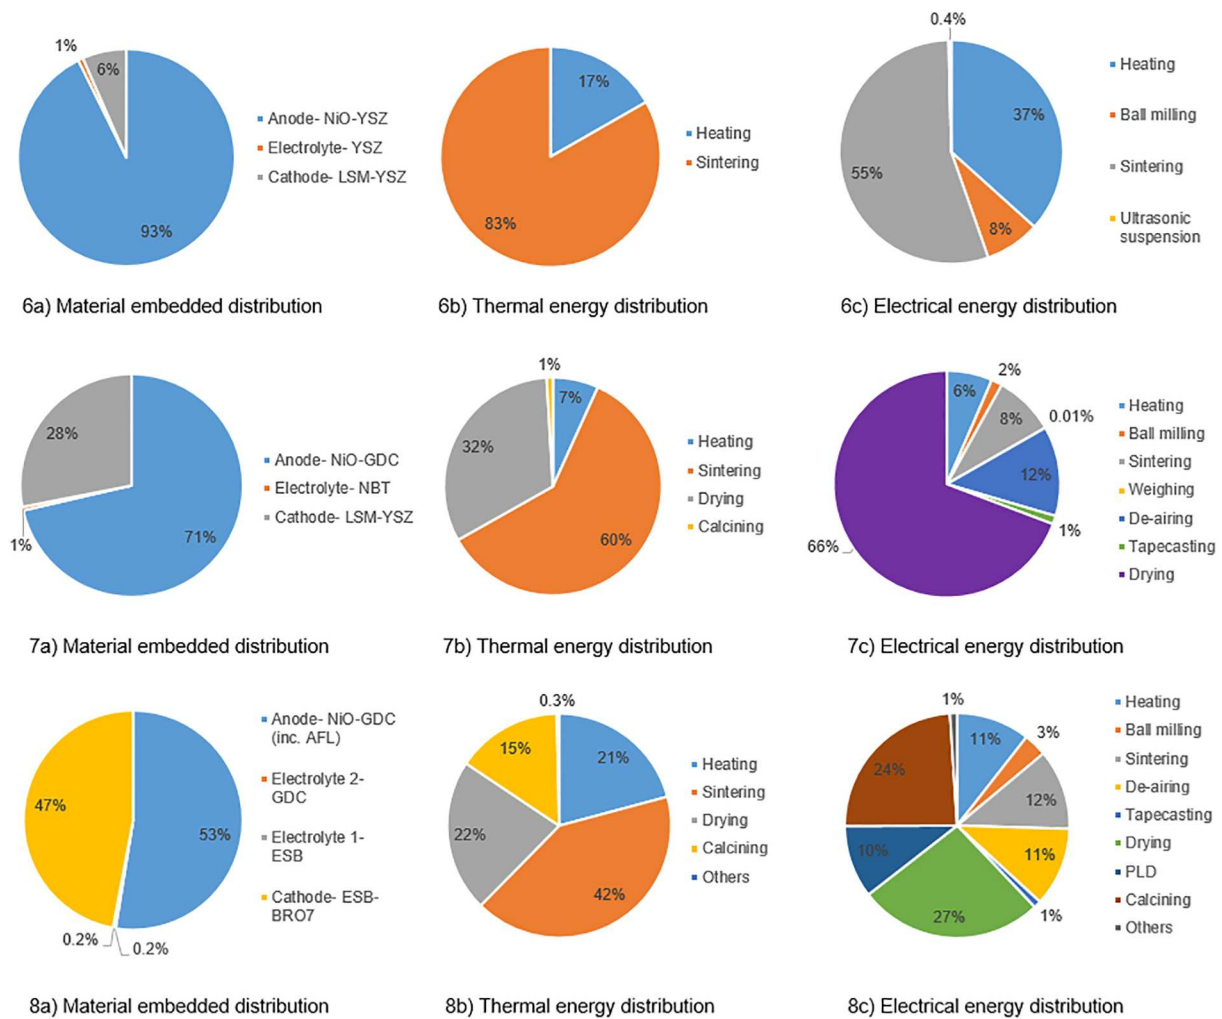 1%
6%
93%
Anode- NiO-YSZ
Electrolyte- YSZ
Cathode- LSM-YSZ
6a) Material embedded distribution
17%
83%
Heating
Sintering
6b) Thermal energy distribution
0.4%
37%
55%
8%
Heating
Ball milling
Sintering
Ultrasonic
suspension
6c) Electrical energy distribution
28%
1%
71%
Anode- NiO-GDC
Electrolyte- NBT
Cathode- LSM-YSZ
7a) Material embedded distribution
1%
7%
32%
60%
Heating
Sintering
Drying
Calcining
7b) Thermal energy distribution
2%
6%
8%
0.01%
12%
1%
66%
Heating
Ball milling
Sintering
Weighing
De-airing
Tapecasting
Drying
7c) Electrical energy distribution
47%
53%
0.2%
0.2%
Anode- NiO-GDC
(inc. AFL)
Electrolyte 2-
GDC
Electrolyte 1-
ESB
Cathode- ESB-
BRO7
8a) Material embedded distribution
0.3%
15%
21%
22%
42%
Heating
Sintering
Drying
Calcining
Others
8b) Thermal energy distribution
1%
11%
3%
24%
12%
10%
11%
27%
1%
Heating
Ball milling
Sintering
De-airing
Tapecasting
Drying
PLD
Calcining
Others
8c) Electrical energy distribution